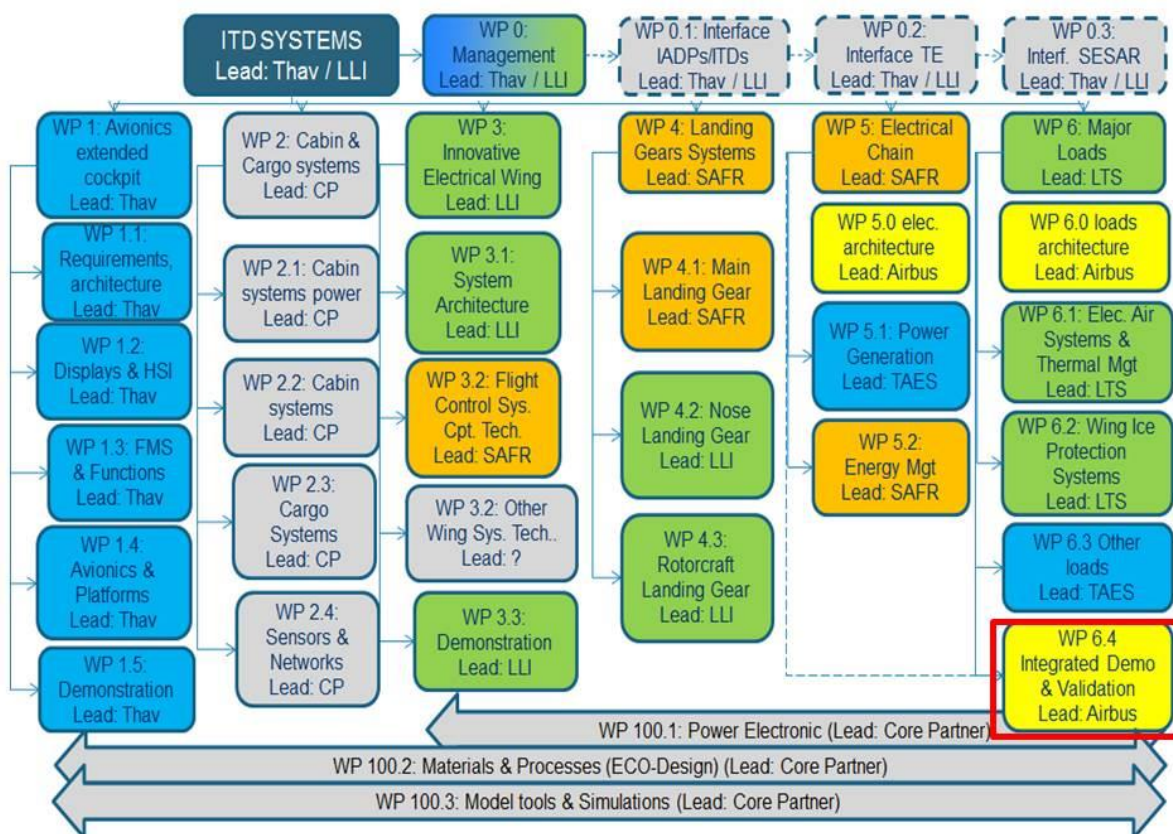 ITD SYSTEMS
Lead: Thav / LLI
WP 0:
Management
Lead: Thav / LLI
WP 0.1: Interface
IADPs/ITDs
Lead: Thav / LLI
WP 0.2:
Interface TE
Lead: Thav / LLI
WP 0.3:
Interf. SESAR
Lead: Thav / LLI
WP 1: Avionics
extended
cockpit
Lead: Thav
WP 1.1:
Requirements,
architecture
Lead: Thav
WP 1.2:
Displays & HSI
Lead: Thav
WP 1.3: FMS
& Functions
Lead: Thav
WP 1.4:
Avionics &
Platforms
Lead: Thav
WP 1.5:
Demonstration
Lead: Thav
WP 2: Cabin &
Cargo systems
Lead: CP
WP 2.1: Cabin
systems power
Lead: CP
WP 2.2: Cabin
systems
Lead: CP
WP 2.3:
Cargo
Systems
Lead: CP
WP 2.4:
Sensors &
Networks
Lead: CP
WP 3:
Innovative
Electrical Wing
Lead: LLI
WP 3.1:
System
Architecture
Lead: LLI
WP 3.2: Flight
Control Sys.
Cpt. Tech.
Lead: SAFR
WP 3.2: Other
Wing Sys. Tech..
Lead: ?
WP 3.3:
Demonstration
Lead: LLI
WP 4: Landing
Gears Systems
Lead: SAFR
WP 4.1: Main
Landing Gear
Lead: SAFR
WP 4.2: Nose
Landing Gear
Lead: LLI
WP 4.3:
Rotorcraft
Landing Gear
Lead: LLI
WP 5: Electrical
Chain
Lead: SAFR
WP 5.0 elec.
architecture
Lead: Airbus
WP 5.1: Power
Generation
Lead: TAES
WP 5.2:
Energy Mgt
Lead: SAFR
WP 6: Major
Loads
Lead: LTS
WP 6.0 loads
architecture
Lead: Airbus
WP 6.1: Elec. Air
Systems &
Thermal Mgt
Lead: LTS
WP 6.2: Wing Ice
Protection
Systems
Lead: LTS
WP 6.3 Other
loads
Lead: TAES
WP 6.4
Integrated Demo
& Validation
Lead: Airbus
WP 100.1: Power Electronic (Lead: Core Partner)
WP 100.2: Materials & Processes (ECO-Design) (Lead: Core Partner)
WP 100.3: Model tools & Simulations (Lead: Core Partner)